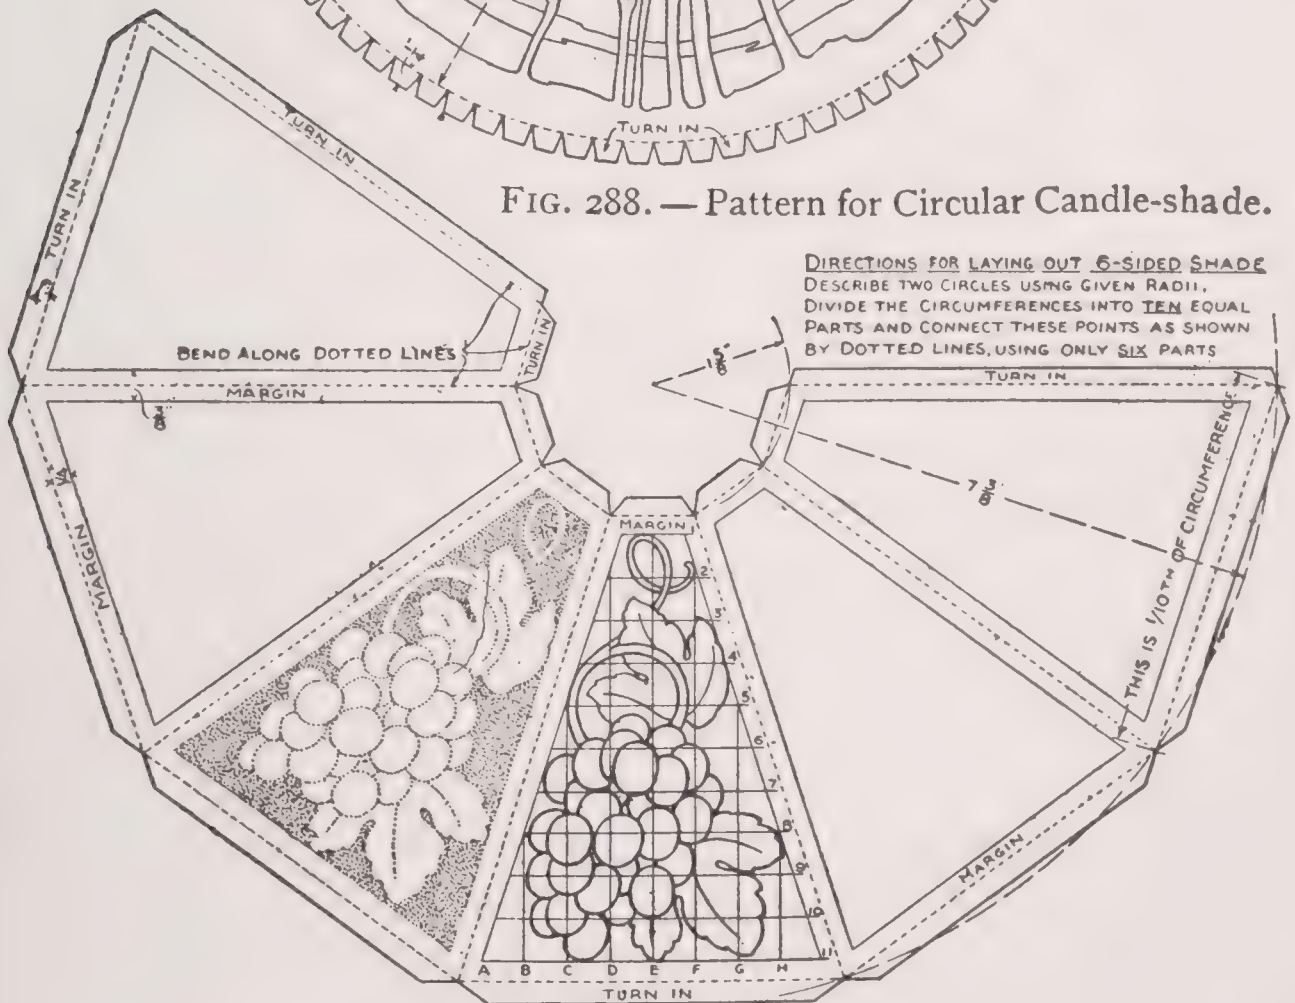 TURN IN
FIG. 288. — Pattern for Circular Candle-shade.
DIRECTIONS FOR LAYING OUT 6-SIDED SHADE
DESCRIBE TWO CIRCLES USING GIVEN RADII,
DIVIDE THE CIRCUMFERENCES INTO TEN EQUAL
PARTS AND CONNECT THESE POINTS AS SHOWN
BY DOTTED LINES, USING ONLY SIX PARTS
TURN IN
TURN IN
TURN IN
BEND ALONG DOTTED LINES
MARGIN
3/8"
1 5/8"
TURN IN
7 3/8
THIS IS 1/10TH OF CIRCUMFERENCE
MARGIN
1/4
MARGIN
2
3
4
5
6
7
8
9
10
11
A B C D E F G H
TURN IN
MARGIN